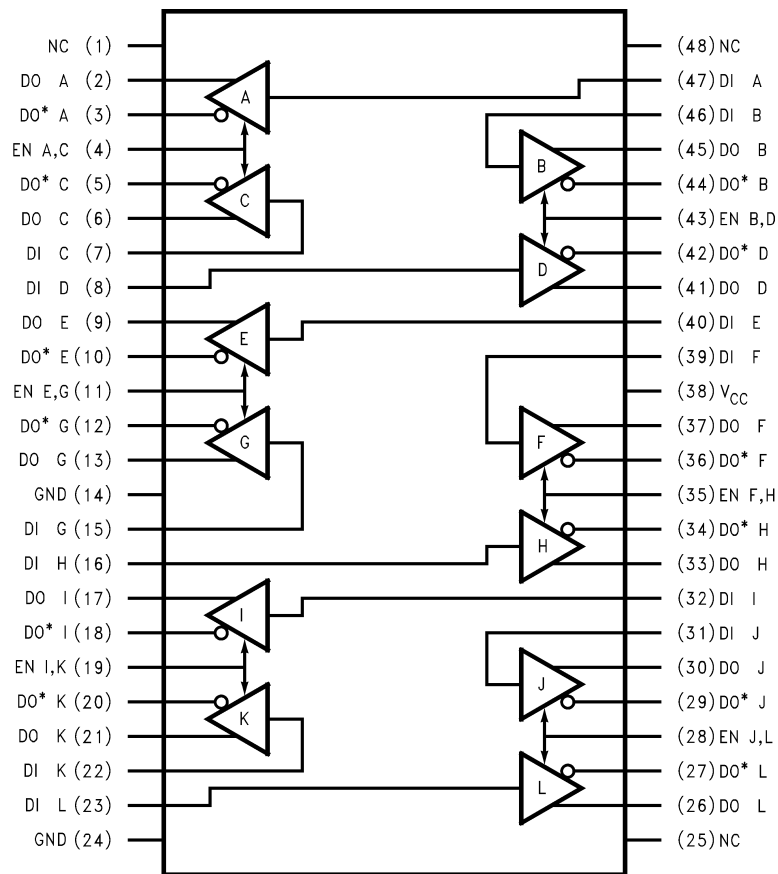 NC (1)
DO A (2)
DO* A (3)
EN A,C (4)
DO* C (5)
DO C (6)
DI C (7)
DI D (8)
DO E (9)
DO* E (10)
EN E,G (11)
DO* G (12)
DO G (13)
GND (14)
DI G (15)
DI H (16)
DO I (17)
DO* I (18)
EN I,K (19)
DO* K (20)
DO K (21)
DI K (22)
DI L (23)
GND (24)
A
C
E
G
I
K
B
D
F
H
J
L
(48) NC
(47) DI A
(46) DI B
(45) DO B
(44) DO* B
(43) EN B,D
(42) DO* D
(41) DO D
(40) DI E
(39) DI F
(38) VCC
(37) DO F
(36) DO* F
(35) EN F,H
(34) DO* H
(33) DO H
(32) DI I
(31) DI J
(30) DO J
(29) DO* J
(28) EN J,L
(27) DO* L
(26) DO L
(25) NC